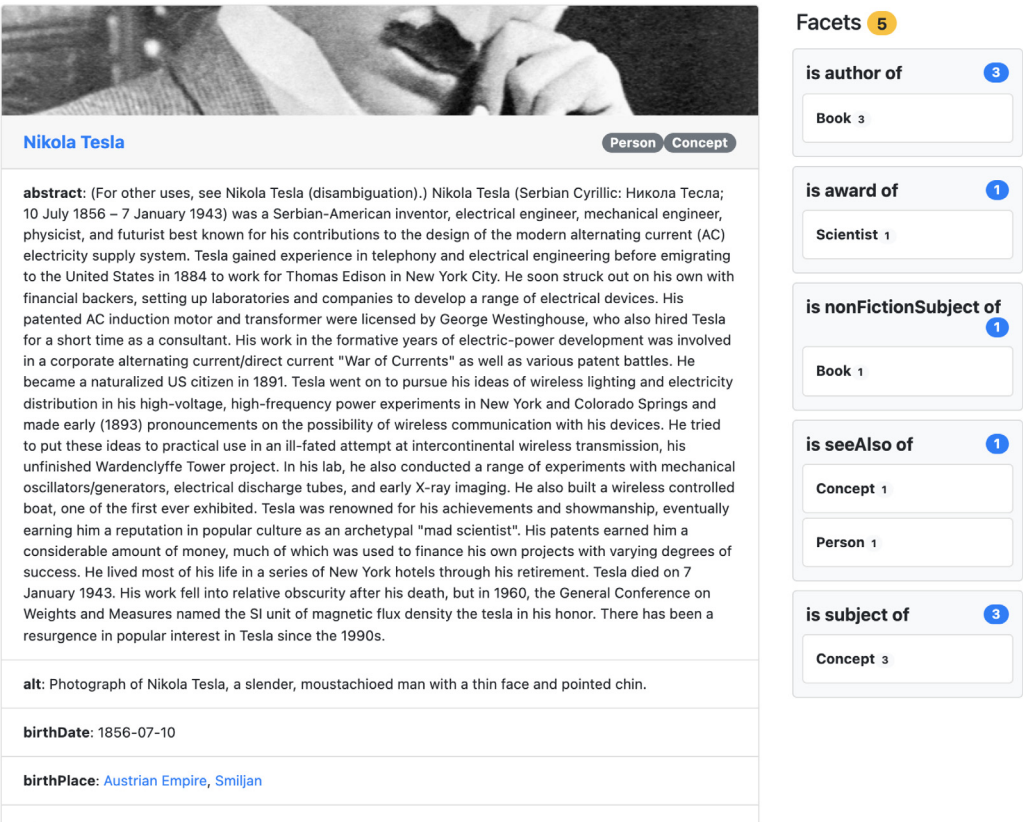 Nikola Tesla
Person Concept
abstract: (For other uses, see Nikola Tesla (disambiguation).) Nikola Tesla (Serbian Cyrillic: Никола Тесла;
10 July 1856 – 7 January 1943) was a Serbian-American inventor, electrical engineer, mechanical engineer,
physicist, and futurist best known for his contributions to the design of the modern alternating current (AC)
electricity supply system. Tesla gained experience in telephony and electrical engineering before emigrating
to the United States in 1884 to work for Thomas Edison in New York City. He soon struck out on his own with
financial backers, setting up laboratories and companies to develop a range of electrical devices. His
patented AC induction motor and transformer were licensed by George Westinghouse, who also hired Tesla
for a short time as a consultant. His work in the formative years of electric-power development was involved
in a corporate alternating current/direct current "War of Currents" as well as various patent battles. He
became a naturalized US citizen in 1891. Tesla went on to pursue his ideas of wireless lighting and electricity
distribution in his high-voltage, high-frequency power experiments in New York and Colorado Springs and
made early (1893) pronouncements on the possibility of wireless communication with his devices. He tried
to put these ideas to practical use in an ill-fated attempt at intercontinental wireless transmission, his
unfinished Wardenclyffe Tower project. In his lab, he also conducted a range of experiments with mechanical
oscillators/generators, electrical discharge tubes, and early X-ray imaging. He also built a wireless controlled
boat, one of the first ever exhibited. Tesla was renowned for his achievements and showmanship, eventually
earning him a reputation in popular culture as an archetypal "mad scientist". His patents earned him a
considerable amount of money, much of which was used to finance his own projects with varying degrees of
success. He lived most of his life in a series of New York hotels through his retirement. Tesla died on 7
January 1943. His work fell into relative obscurity after his death, but in 1960, the General Conference on
Weights and Measures named the SI unit of magnetic flux density the tesla in his honor. There has been a
resurgence in popular interest in Tesla since the 1990s.
alt: Photograph of Nikola Tesla, a slender, moustachioed man with a thin face and pointed chin.
birthDate: 1856-07-10
birthPlace: Austrian Empire, Smiljan
Facets 5
is author of 3
Book 3
is award of 1
Scientist 1
is nonFictionSubject of
1
Book 1
is seeAlso of 1
Concept 1
Person 1
is subject of 3
Concept 3